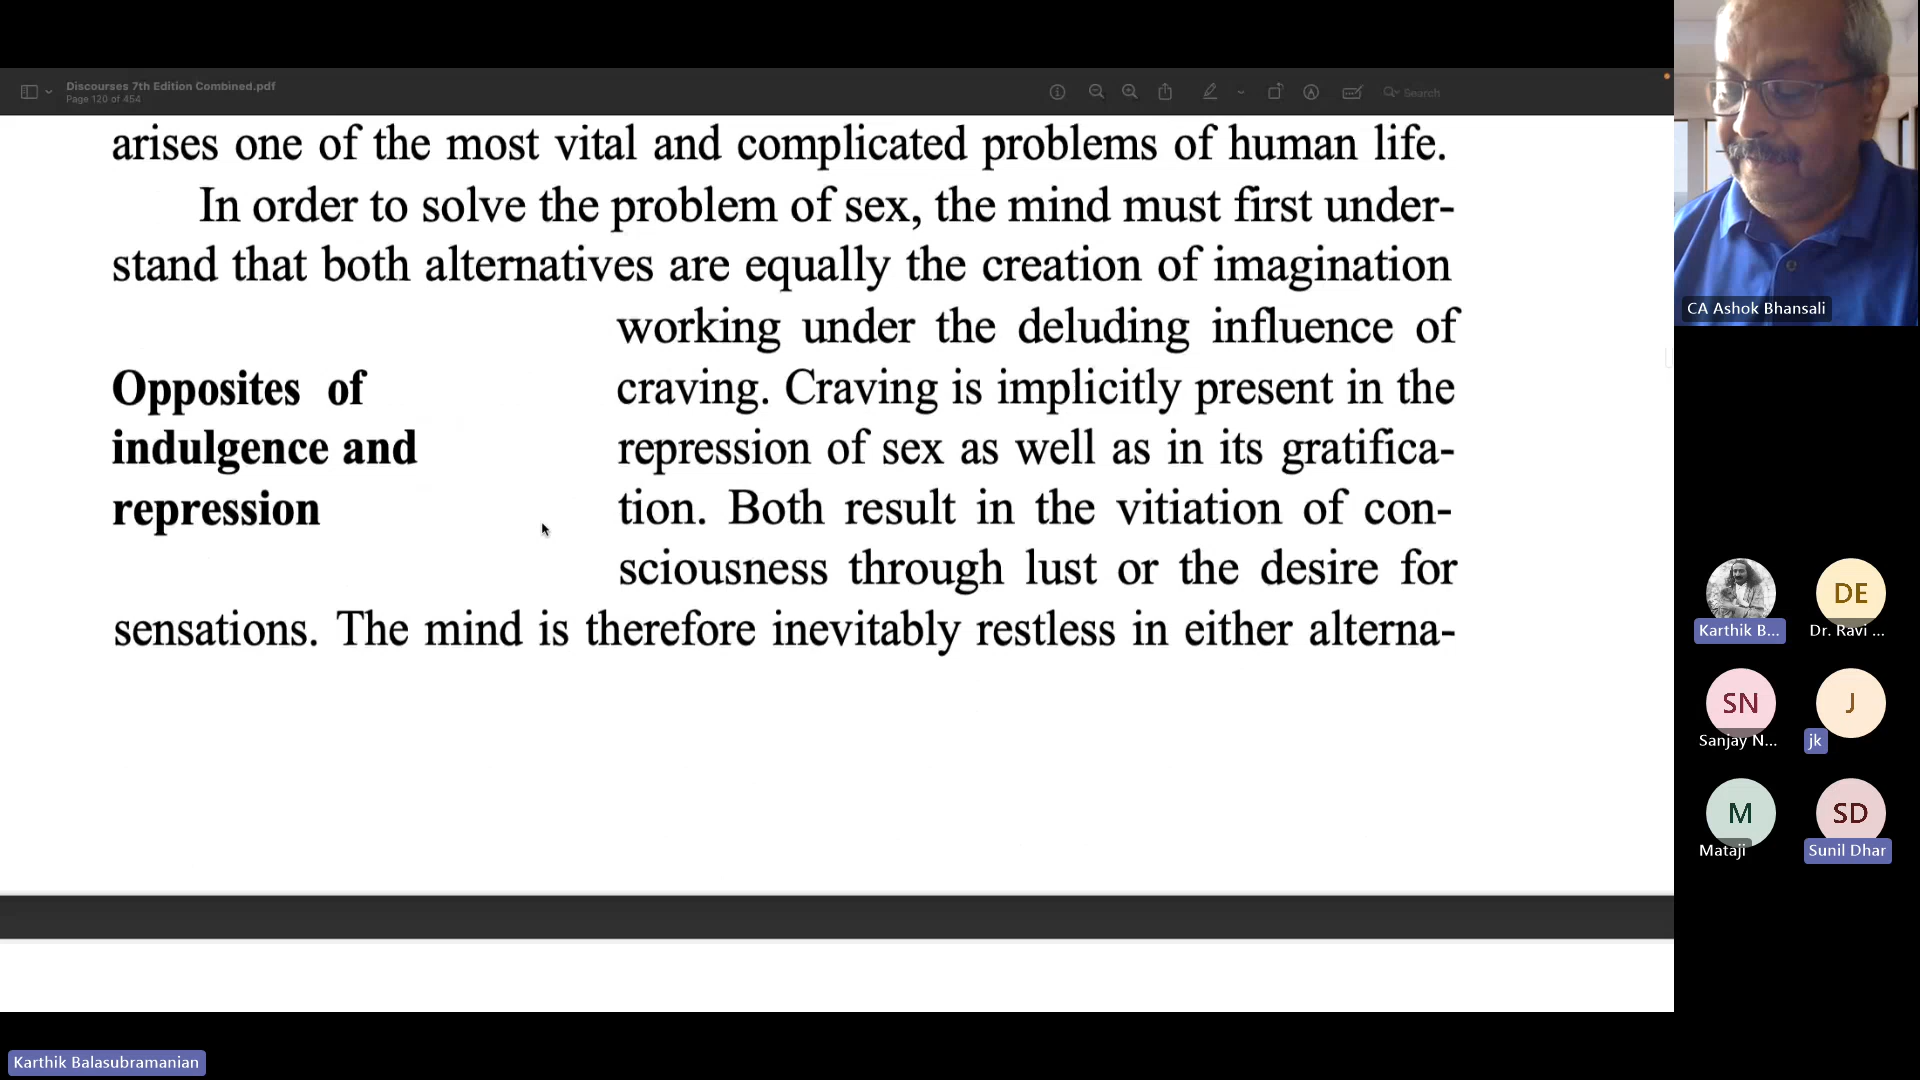 Discourses 7th Edition Combined.pdf
Page 120 of 454
Search
arises one of the most vital and complicated problems of human life.
In order to solve the problem of sex, the mind must first under-
stand that both alternatives are equally the creation of imagination
working under the deluding influence of
craving. Craving is implicitly present in the
repression of sex as well as in its gratifica-
tion. Both result in the vitiation of con-
sciousness through lust or the desire for
Opposites of
indulgence and
repression
sensations. The mind is therefore inevitably restless in either alterna-
CA Ashok Bhansali
Karthik B...
DE
Dr. Ravi ...
SN
Sanjay N...
J
jk
M
Mataji
SD
Sunil Dhar
Karthik Balasubramanian